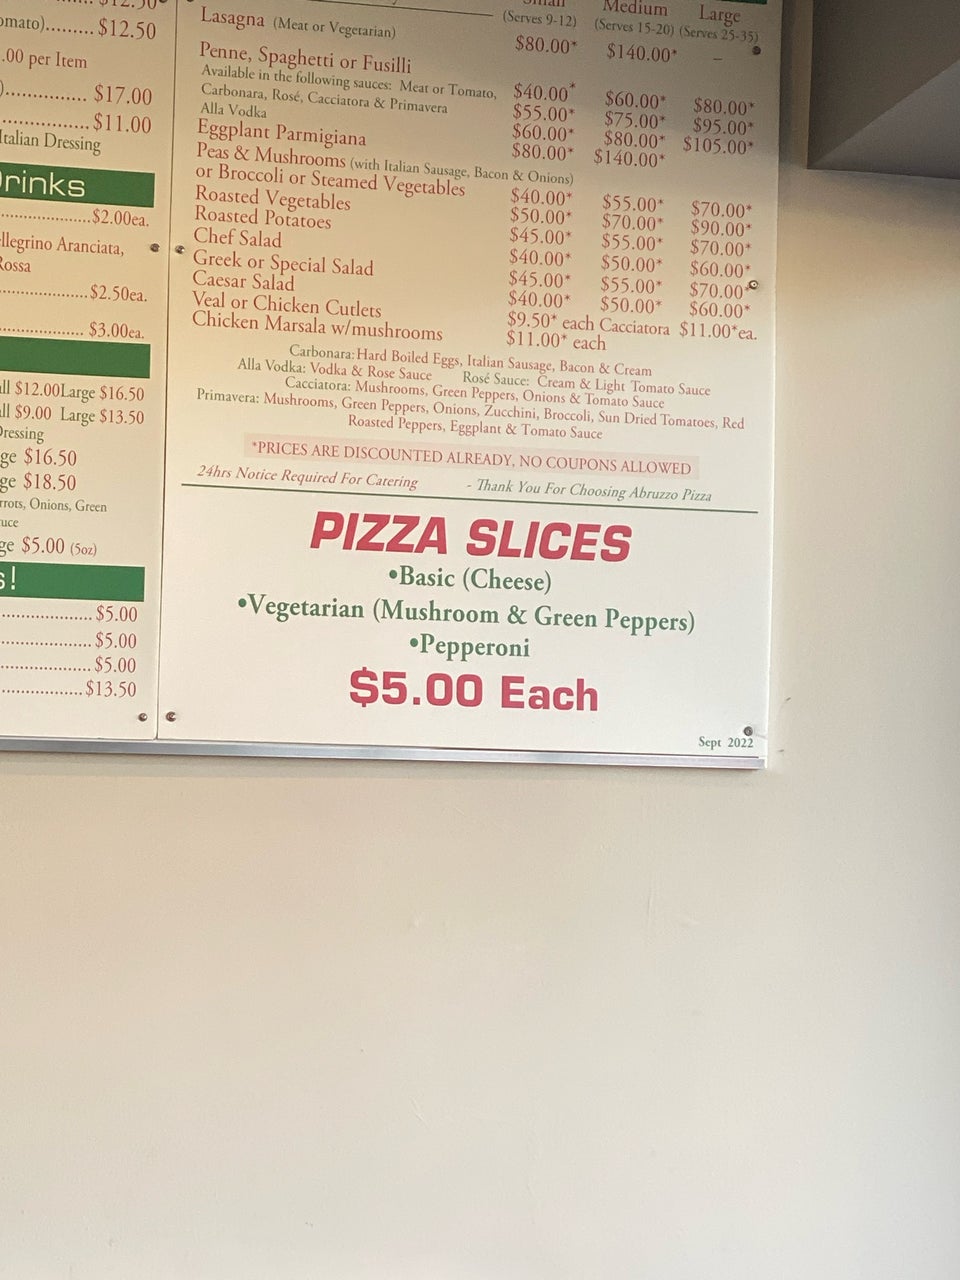 $12.50
omato)......... $12.50
.00 per Item
)............... $17.00
................ $11.00
Italian Dressing
Drinks
.................. $2.00ea.
llegrino Aranciata,
Rossa
.................. $2.50ea.
................. $3.00ea.
ll $12.00 Large $16.50
ll $9.00 Large $13.50
Dressing
ge $16.50
ge $18.50
rrots, Onions, Green
uce
ge $5.00 (5oz)
s!
.................. $5.00
.................. $5.00
.................. $5.00
................ $13.50
Small Medium Large
(Serves 9-12) (Serves 15-20) (Serves 25-35)
Lasagna (Meat or Vegetarian) $80.00* $140.00* –
Penne, Spaghetti or Fusilli
Available in the following sauces: Meat or Tomato, $40.00* $60.00* $80.00*
Carbonara, Rosé, Cacciatora & Primavera $55.00* $75.00* $95.00*
Alla Vodka $60.00* $80.00* $105.00*
Eggplant Parmigiana $80.00* $140.00*
Peas & Mushrooms (with Italian Sausage, Bacon & Onions)
or Broccoli or Steamed Vegetables $40.00* $55.00* $70.00*
Roasted Vegetables $50.00* $70.00* $90.00*
Roasted Potatoes $45.00* $55.00* $70.00*
Chef Salad $40.00* $50.00* $60.00*
Greek or Special Salad $45.00* $55.00* $70.00*
Caesar Salad $40.00* $50.00* $60.00*
Veal or Chicken Cutlets $9.50* each Cacciatora $11.00*ea.
Chicken Marsala w/mushrooms $11.00* each
Carbonara: Hard Boiled Eggs, Italian Sausage, Bacon & Cream
Alla Vodka: Vodka & Rose Sauce Rosé Sauce: Cream & Light Tomato Sauce
Cacciatora: Mushrooms, Green Peppers, Onions & Tomato Sauce
Primavera: Mushrooms, Green Peppers, Onions, Zucchini, Broccoli, Sun Dried Tomatoes, Red
Roasted Peppers, Eggplant & Tomato Sauce
*PRICES ARE DISCOUNTED ALREADY, NO COUPONS ALLOWED
24hrs Notice Required For Catering - Thank You For Choosing Abruzzo Pizza
PIZZA SLICES
•Basic (Cheese)
•Vegetarian (Mushroom & Green Peppers)
•Pepperoni
$5.00 Each
Sept 2022